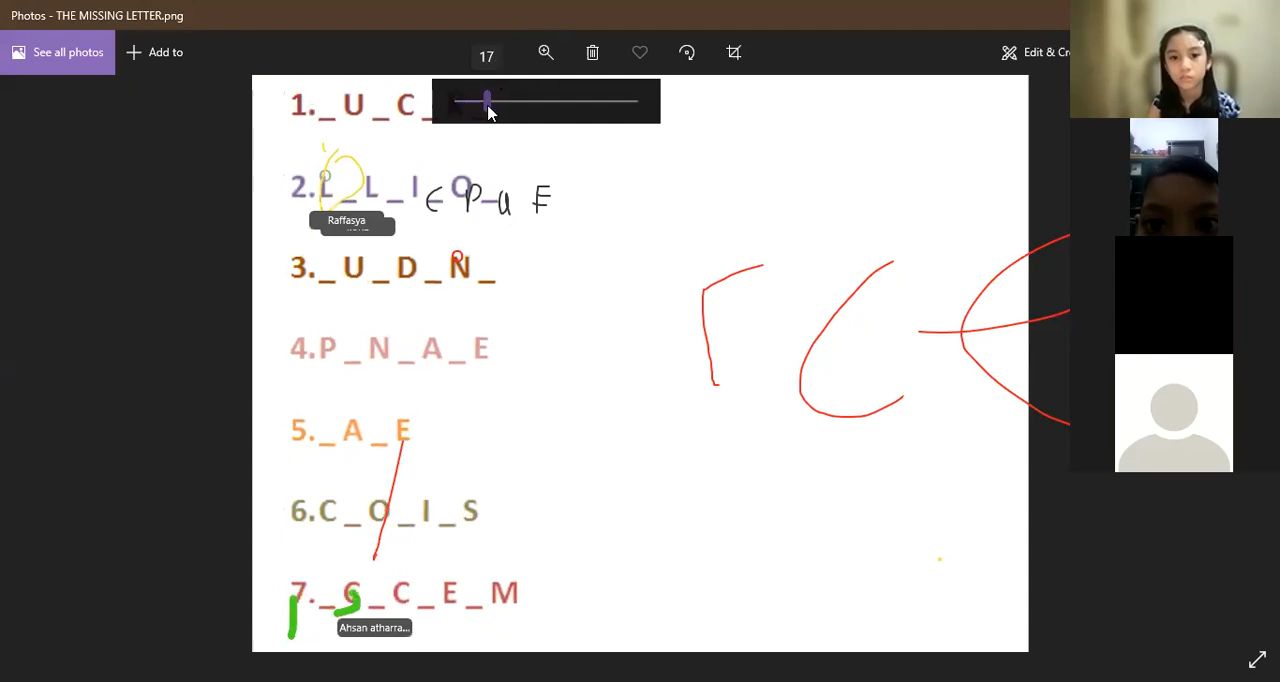 Photos - THE MISSING LETTER.png
See all photos
Add to
17
Edit & Cr
1._U_C_
2.L_L_I_O_
E P U F
Raffasya
3._U_D_N_
4.P_N_A_E
5._A_E
6.C_O_I_S
7._G_C_E_M
Ahsan atharra...